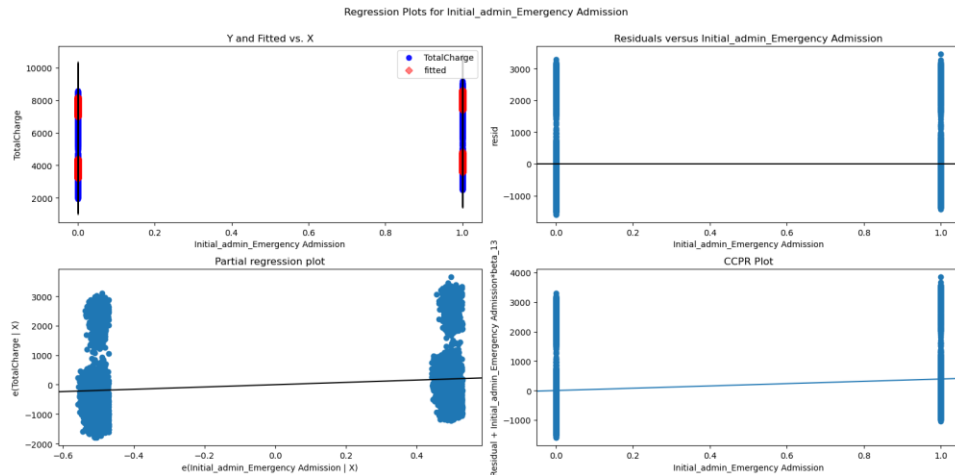 Regression Plots for Initial_admin_Emergency Admission
Y and Fitted vs. X
TotalCharge
fitted
10000
8000
6000
4000
2000
TotalCharge
0.0 0.2 0.4 0.6 0.8 1.0
Initial_admin_Emergency Admission
Residuals versus Initial_admin_Emergency Admission
3000
2000
1000
0
−1000
resid
0.0 0.2 0.4 0.6 0.8 1.0
Initial_admin_Emergency Admission
Partial regression plot
3000
2000
1000
0
−1000
−2000
e(TotalCharge | X)
−0.6 −0.4 −0.2 0.0 0.2 0.4
e(Initial_admin_Emergency Admission | X)
CCPR Plot
4000
3000
2000
1000
0
−1000
Residual + Initial_admin_Emergency Admission*beta_13
0.0 0.2 0.4 0.6 0.8 1.0
Initial_admin_Emergency Admission